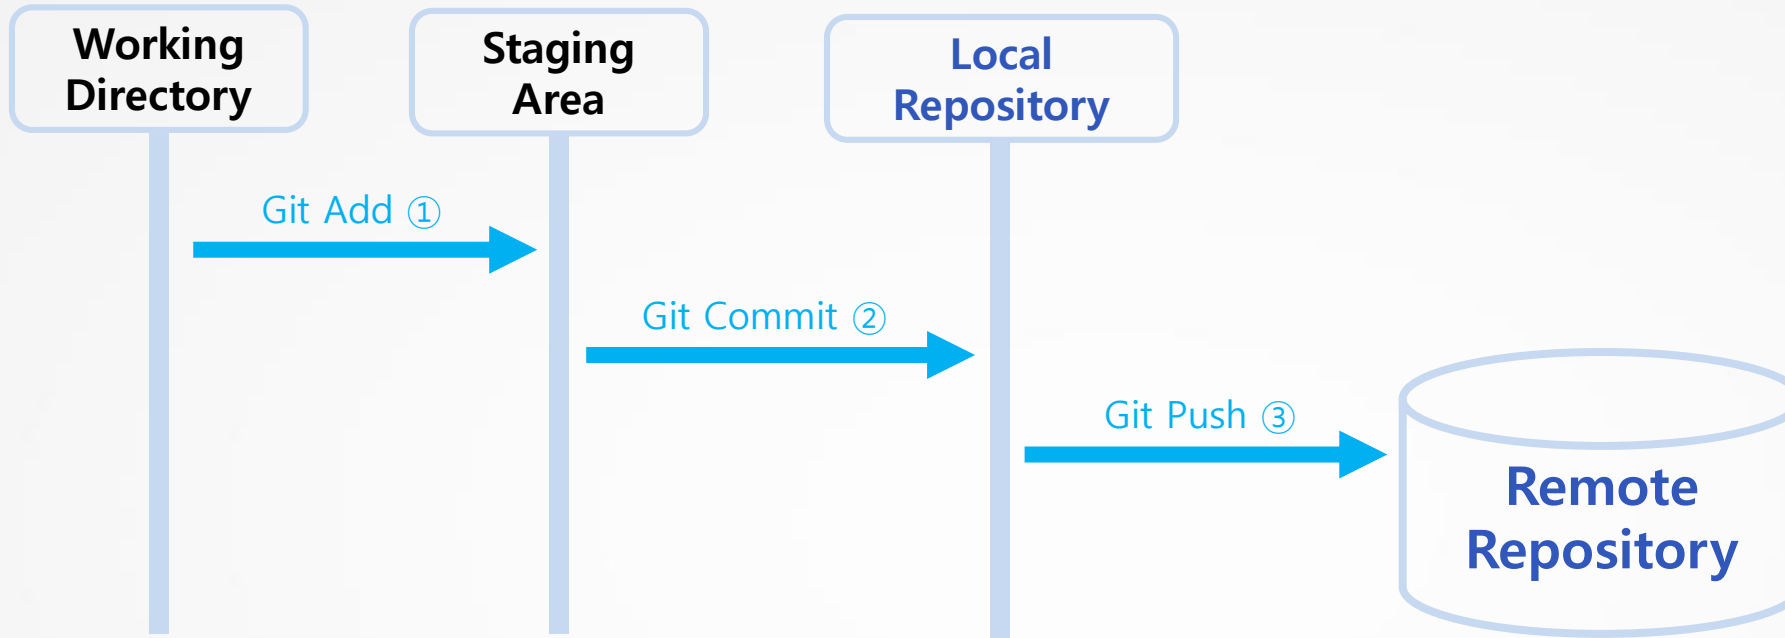 Working
Directory
Staging
Area
Local
Repository
Git Add ①
Git Commit ②
Git Push ③
Remote
Repository